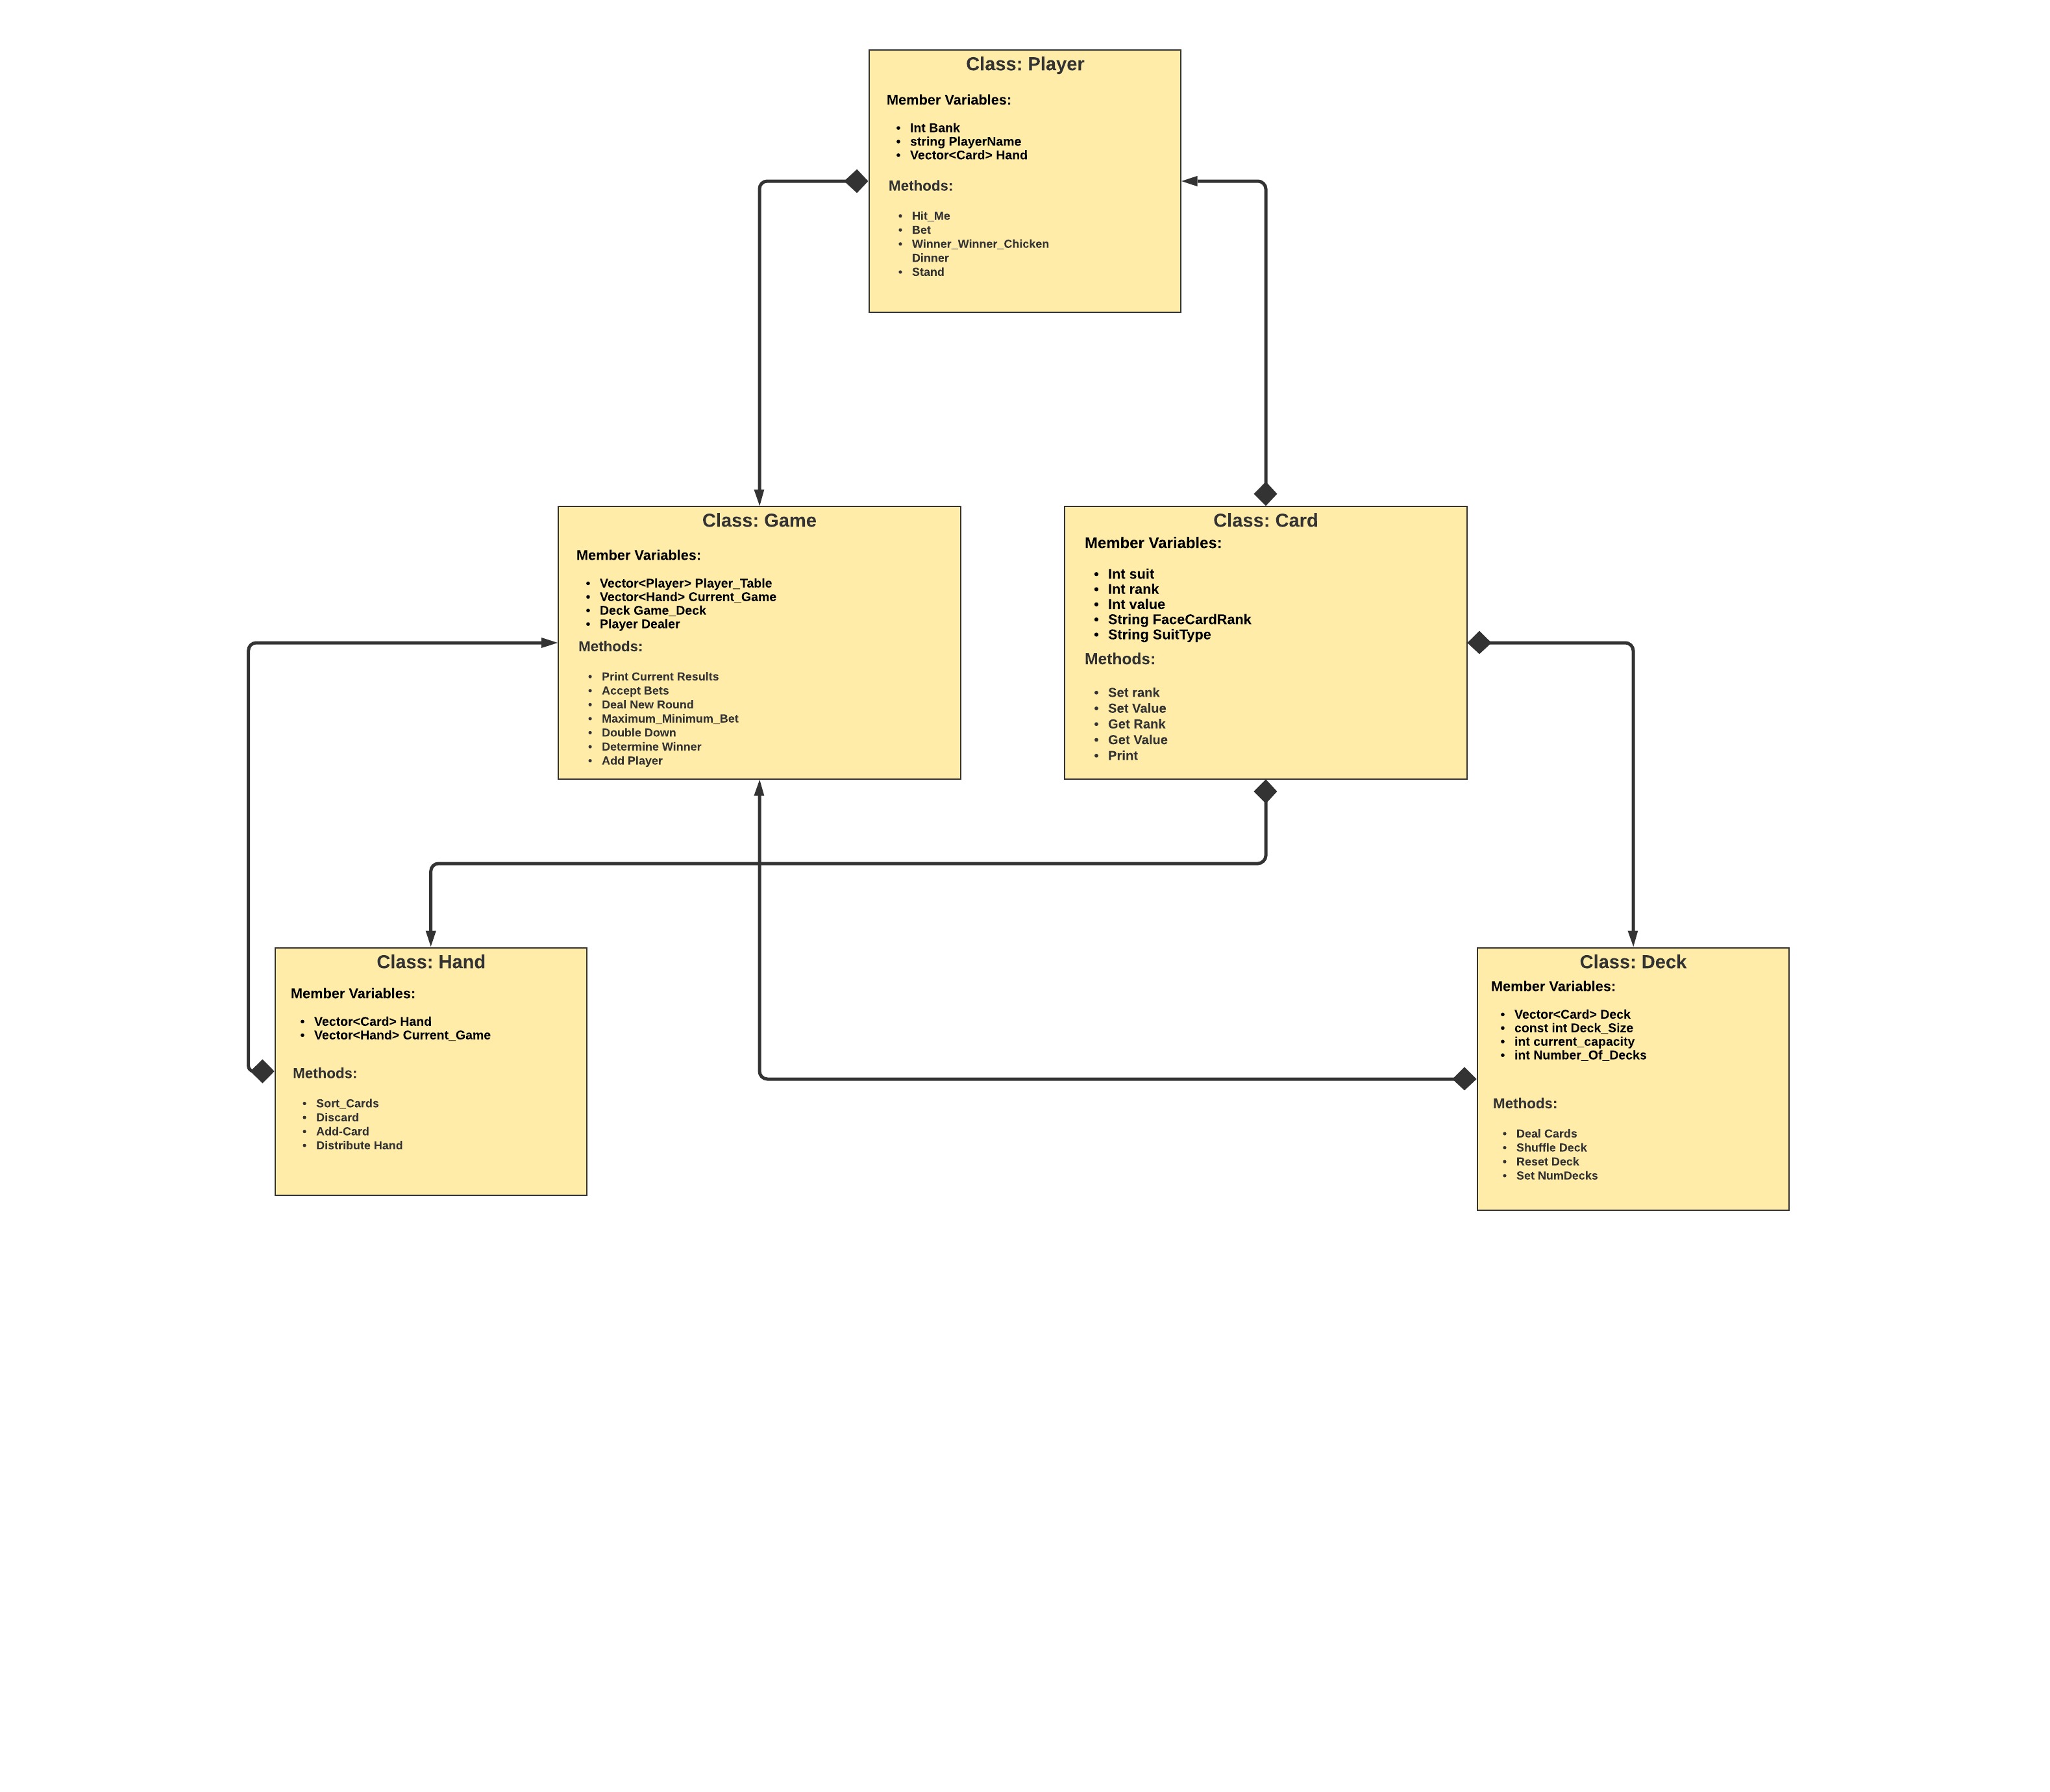 Class: Player
Member Variables:
• Int Bank
• string PlayerName
• Vector<Card> Hand
Methods:
• Hit_Me
• Bet
• Winner_Winner_Chicken
Dinner
• Stand
Class: Game
Member Variables:
• Vector<Player> Player_Table
• Vector<Hand> Current_Game
• Deck Game_Deck
• Player Dealer
Methods:
• Print Current Results
• Accept Bets
• Deal New Round
• Maximum_Minimum_Bet
• Double Down
• Determine Winner
• Add Player
Class: Card
Member Variables:
• Int suit
• Int rank
• Int value
• String FaceCardRank
• String SuitType
Methods:
• Set rank
• Set Value
• Get Rank
• Get Value
• Print
Class: Hand
Member Variables:
• Vector<Card> Hand
• Vector<Hand> Current_Game
Methods:
• Sort_Cards
• Discard
• Add-Card
• Distribute Hand
Class: Deck
Member Variables:
• Vector<Card> Deck
• const int Deck_Size
• int current_capacity
• int Number_Of_Decks
Methods:
• Deal Cards
• Shuffle Deck
• Reset Deck
• Set NumDecks